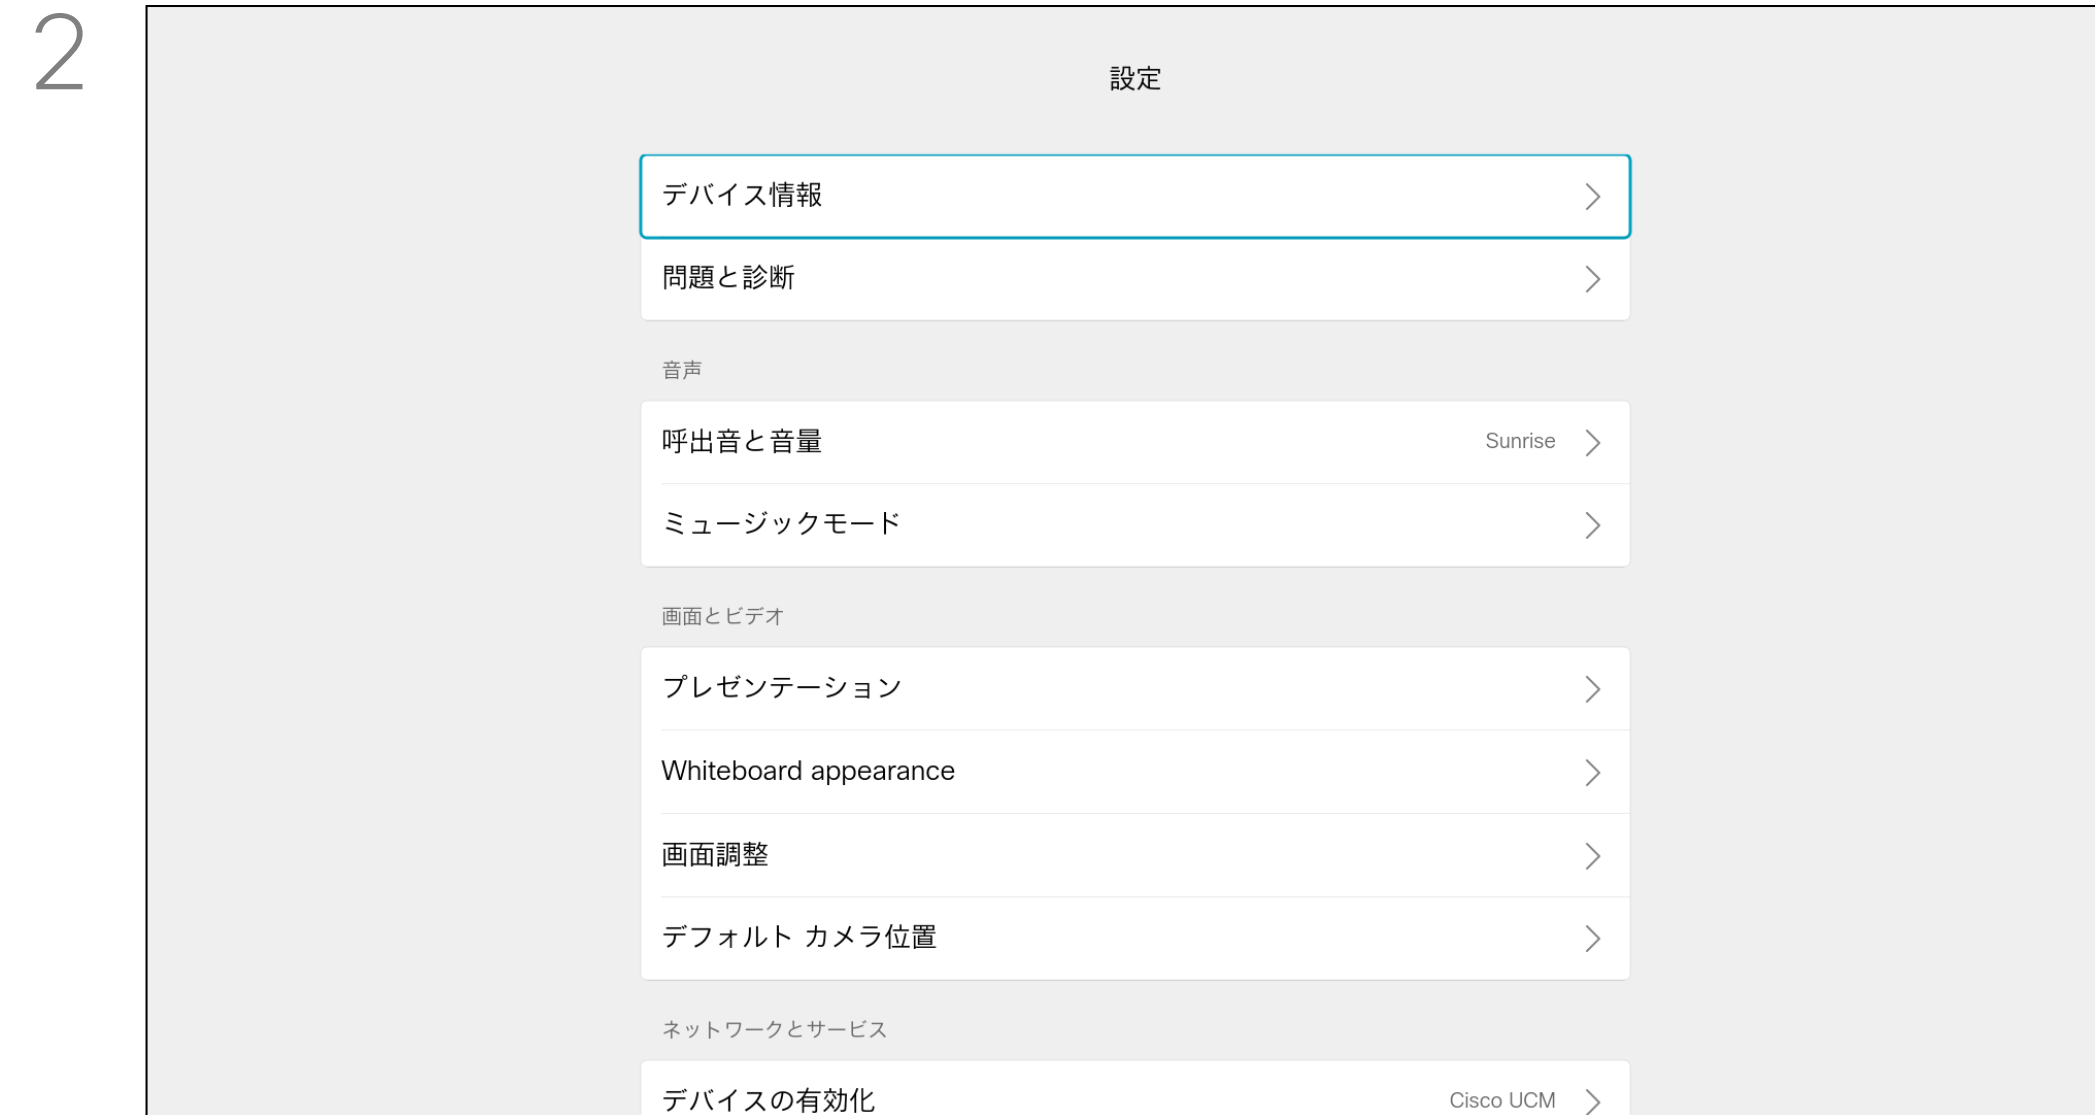 2
設定
デバイス情報
問題と診断
音声
呼出音と音量 Sunrise
ミュージックモード
画面とビデオ
プレゼンテーション
Whiteboard appearance
画面調整
デフォルト カメラ位置
ネットワークとサービス
デバイスの有効化 Cisco UCM